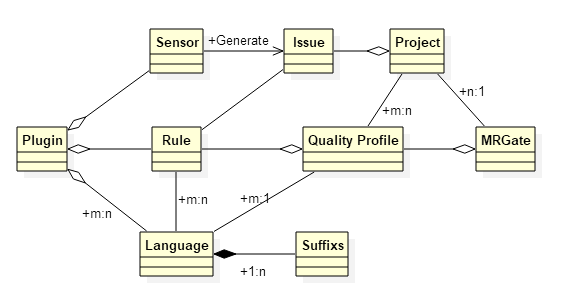 Sensor
+Generate
Issue
Project
+m:n
+n:1
Plugin
Rule
Quality Profile
MRGate
+m:n
+m:n
+m:1
Language
Suffixs
+1:n